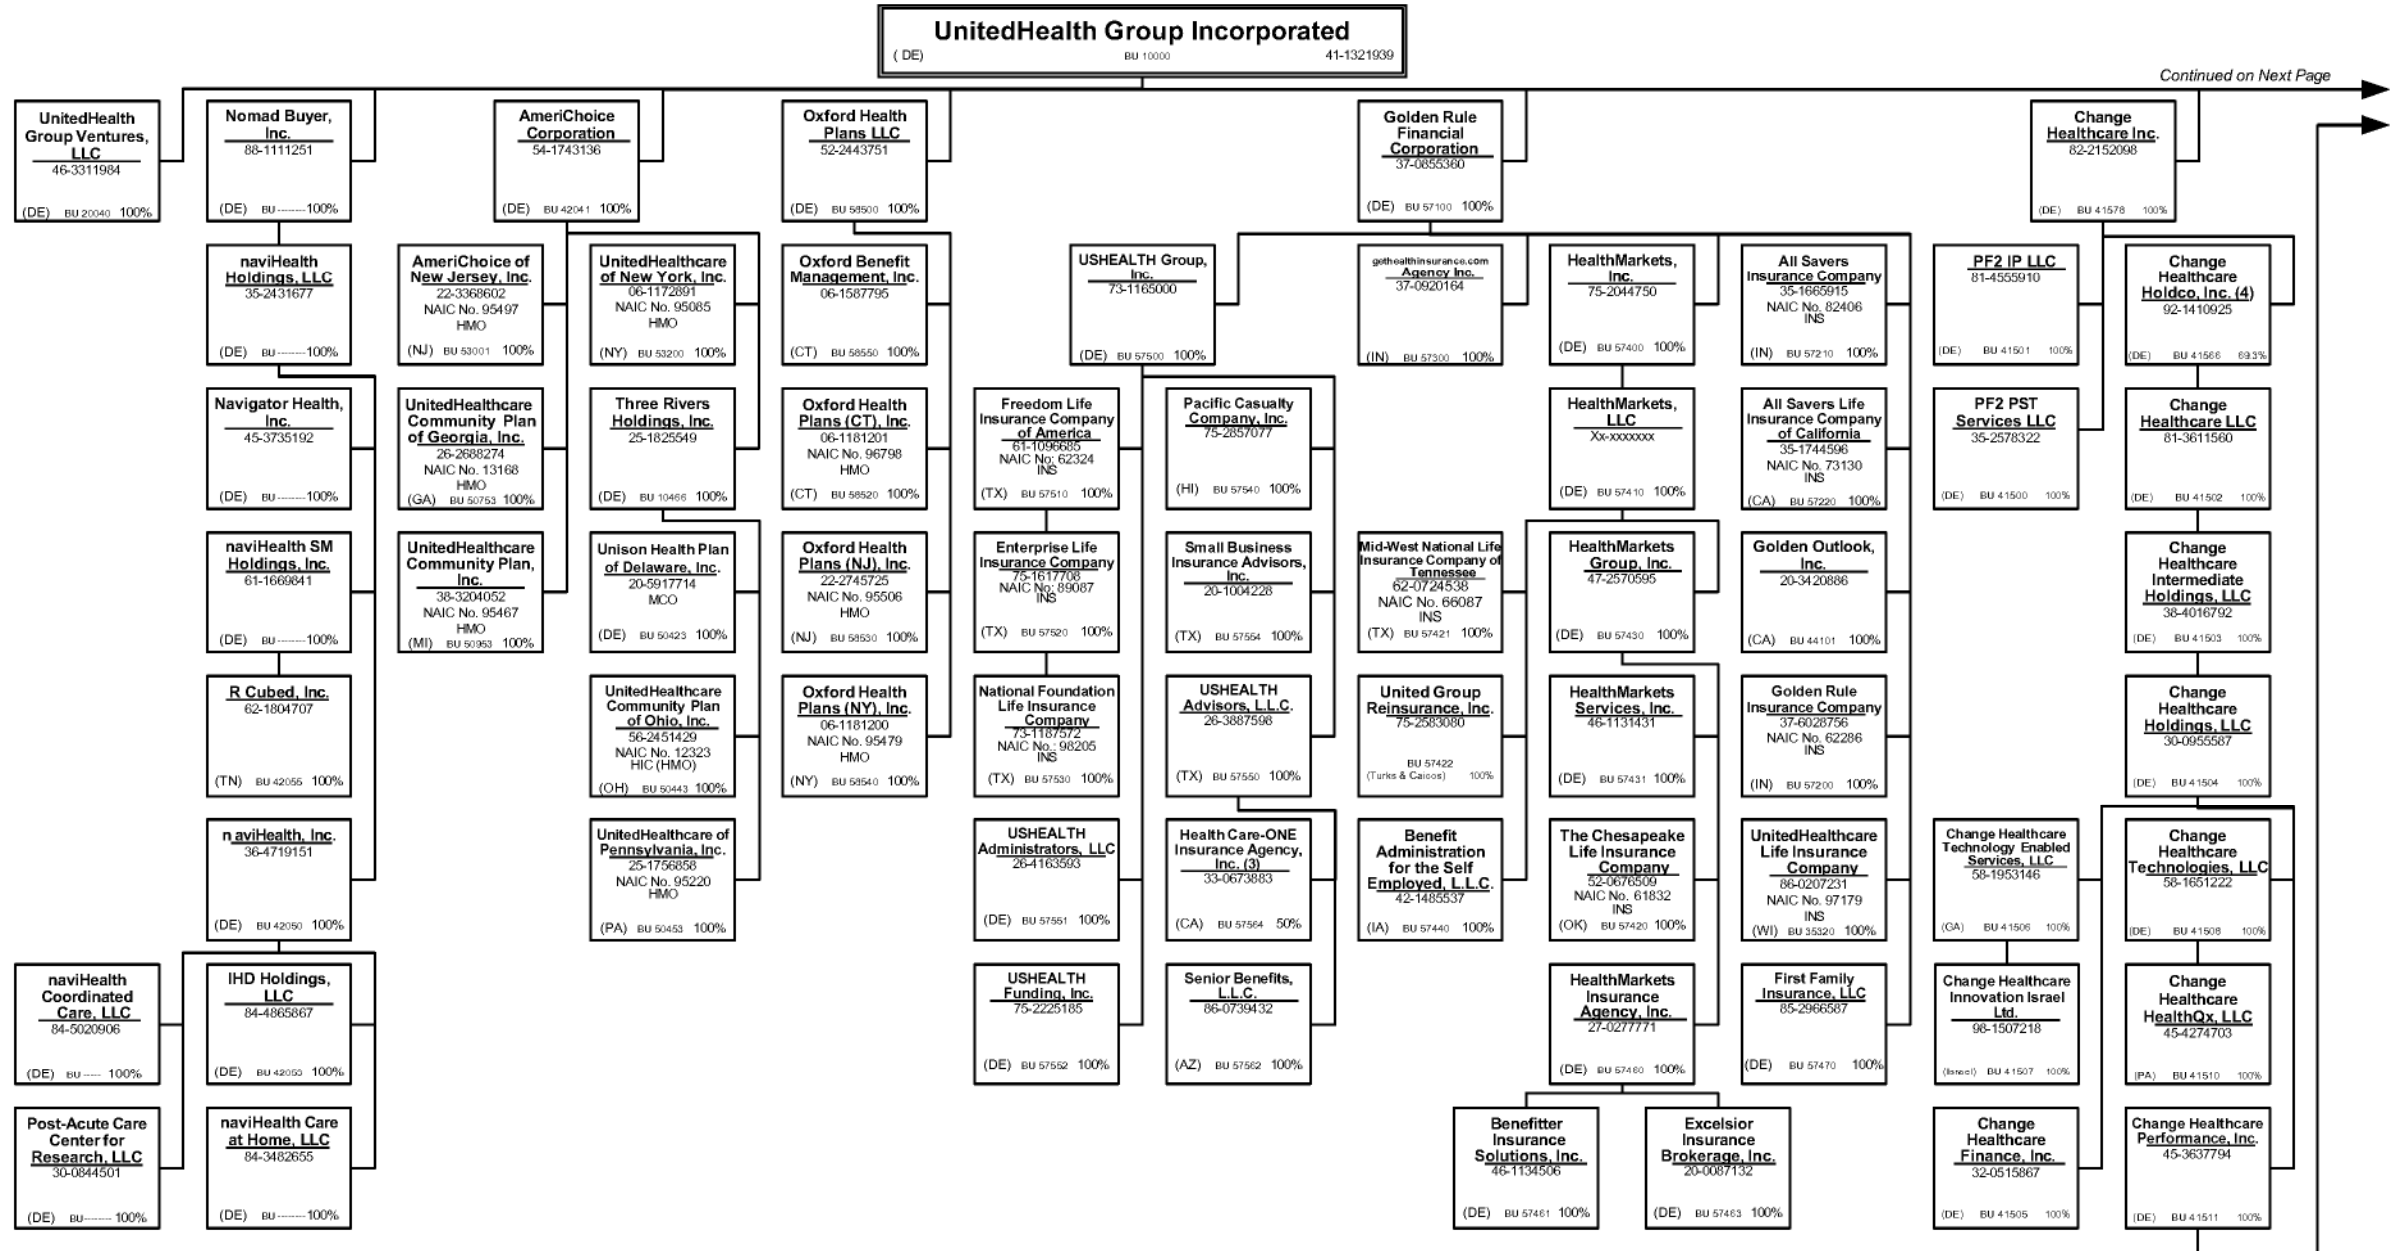 UnitedHealth Group Incorporated
( DE) BU 10000 41-1321939
Continued on Next Page
UnitedHealth
Group Ventures,
LLC
46-3311984
(DE) BU 20040 100%
Nomad Buyer,
Inc.
88-1111251
(DE) BU -------- 100%
AmeriChoice
Corporation
54-1743136
(DE) BU 42041 100%
Oxford Health
Plans LLC
52-2443751
(DE) BU 58500 100%
Golden Rule
Financial
Corporation
37-0855360
(DE) BU 57100 100%
Change
Healthcare Inc.
82-2152098
(DE) BU 41578 100%
naviHealth
Holdings, LLC
35-2431677
(DE) BU -------- 100%
AmeriChoice of
New Jersey, Inc.
22-3368602
NAIC No. 95497
HMO
(NJ) BU 53001 100%
UnitedHealthcare
of New York, Inc.
06-1172891
NAIC No. 95085
HMO
(NY) BU 53200 100%
Oxford Benefit
Management, Inc.
06-1587795
(CT) BU 58550 100%
USHEALTH Group,
Inc.
73-1165000
(DE) BU 57500 100%
gethealthinsurance.com
Agency Inc.
37-0920164
(IN) BU 57300 100%
HealthMarkets,
Inc.
75-2044750
(DE) BU 57400 100%
All Savers
Insurance Company
35-1665915
NAIC No. 82406
INS
(IN) BU 57210 100%
PF2 IP LLC
81-4555910
(DE) BU 41501 100%
Change
Healthcare
Holdco, Inc. (4)
92-1410925
(DE) BU 41566 69.3%
Navigator Health,
Inc.
45-3735192
(DE) BU -------- 100%
UnitedHealthcare
Community Plan
of Georgia, Inc.
26-2688274
NAIC No. 13168
HMO
(GA) BU 50753 100%
Three Rivers
Holdings, Inc.
25-1825549
(DE) BU 10466 100%
Oxford Health
Plans (CT), Inc.
06-1181201
NAIC No. 96798
HMO
(CT) BU 58520 100%
Freedom Life
Insurance Company
of America
61-1096685
NAIC No: 62324
INS
(TX) BU 57510 100%
Pacific Casualty
Company, Inc.
75-2857077
(HI) BU 57540 100%
HealthMarkets,
LLC
Xx-xxxxxxx
(DE) BU 57410 100%
All Savers Life
Insurance Company
of California
35-1744596
NAIC No. 73130
INS
(CA) BU 57220 100%
PF2 PST
Services LLC
35-2578322
(DE) BU 41500 100%
Change
Healthcare LLC
81-3611560
(DE) BU 41502 100%
naviHealth SM
Holdings, Inc.
61-1669841
(DE) BU -------- 100%
UnitedHealthcare
Community Plan,
Inc.
38-3204052
NAIC No. 95467
HMO
(MI) BU 50953 100%
Unison Health Plan
of Delaware, Inc.
20-5917714
MCO
(DE) BU 50423 100%
Oxford Health
Plans (NJ), Inc.
22-2745725
NAIC No. 95506
HMO
(NJ) BU 58530 100%
Enterprise Life
Insurance Company
75-1617708
NAIC No: 89087
INS
(TX) BU 57520 100%
Small Business
Insurance Advisors,
Inc.
20-1004228
(TX) BU 57554 100%
Mid-West National Life
Insurance Company of
Tennessee
62-0724538
NAIC No. 66087
INS
(TX) BU 57421 100%
HealthMarkets
Group, Inc.
47-2570595
(DE) BU 57430 100%
Golden Outlook,
Inc.
20-3420886
(CA) BU 44101 100%
Change
Healthcare
Intermediate
Holdings, LLC
38-4016792
(DE) BU 41503 100%
R Cubed, Inc.
62-1804707
(TN) BU 42055 100%
UnitedHealthcare
Community Plan
of Ohio, Inc.
56-2451429
NAIC No. 12323
HIC (HMO)
(OH) BU 50443 100%
Oxford Health
Plans (NY), Inc.
06-1181200
NAIC No. 95479
HMO
(NY) BU 58540 100%
National Foundation
Life Insurance
Company
73-1187572
NAIC No.: 98205
INS
(TX) BU 57530 100%
USHEALTH
Advisors, L.L.C.
26-3887598
(TX) BU 57550 100%
United Group
Reinsurance, Inc.
75-2583080
BU 57422
(Turks & Caicos) 100%
HealthMarkets
Services, Inc.
46-1131431
(DE) BU 57431 100%
Golden Rule
Insurance Company
37-6028756
NAIC No. 62286
INS
(IN) BU 57200 100%
Change
Healthcare
Holdings, LLC
30-0955587
(DE) BU 41504 100%
n aviHealth, Inc.
36-4719151
(DE) BU 42050 100%
UnitedHealthcare of
Pennsylvania, Inc.
25-1756858
NAIC No. 95220
HMO
(PA) BU 50453 100%
USHEALTH
Administrators, LLC
26-4163593
(DE) BU 57551 100%
Health Care-ONE
Insurance Agency,
Inc. (3)
33-0673883
(CA) BU 57564 50%
Benefit
Administration
for the Self
Employed, L.L.C.
42-1485537
(IA) BU 57440 100%
The Chesapeake
Life Insurance
Company
52-0676509
NAIC No. 61832
INS
(OK) BU 57420 100%
UnitedHealthcare
Life Insurance
Company
86-0207231
NAIC No. 97179
INS
(WI) BU 35320 100%
Change Healthcare
Technology Enabled
Services, LLC
58-1953146
(GA) BU 41506 100%
Change
Healthcare
Technologies, LLC
58-1651222
(DE) BU 41508 100%
naviHealth
Coordinated
Care, LLC
84-5020906
(DE) BU ----- 100%
IHD Holdings,
LLC
84-4865867
(DE) BU 42053 100%
USHEALTH
Funding, Inc.
75-2225185
(DE) BU 57552 100%
Senior Benefits,
L.L.C.
86-0739432
(AZ) BU 57562 100%
HealthMarkets
Insurance
Agency, Inc.
27-0277771
(DE) BU 57460 100%
First Family
Insurance, LLC
85-2966587
(DE) BU 57470 100%
Change Healthcare
Innovation Israel
Ltd.
98-1507218
(Israel) BU 41507 100%
Change
Healthcare
HealthQx, LLC
45-4274703
(PA) BU 41510 100%
Post-Acute Care
Center for
Research, LLC
30-0844501
(DE) BU -------- 100%
naviHealth Care
at Home, LLC
84-3482655
(DE) BU -------- 100%
Benefitter
Insurance
Solutions, Inc.
46-1134506
(DE) BU 57461 100%
Excelsior
Insurance
Brokerage, Inc.
20-0087132
(DE) BU 57463 100%
Change
Healthcare
Finance, Inc.
32-0515867
(DE) BU 41505 100%
Change Healthcare
Performance, Inc.
45-3637794
(DE) BU 41511 100%